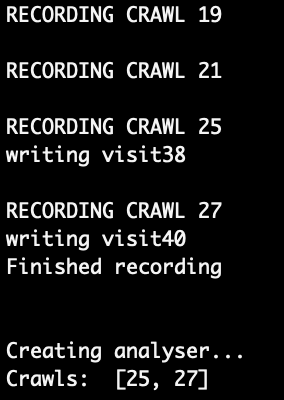 RECORDING CRAWL 19
RECORDING CRAWL 21
RECORDING CRAWL 25
writing visit38
RECORDING CRAWL 27
writing visit40
Finished recording
Creating analyser...
Crawls:  [25, 27]